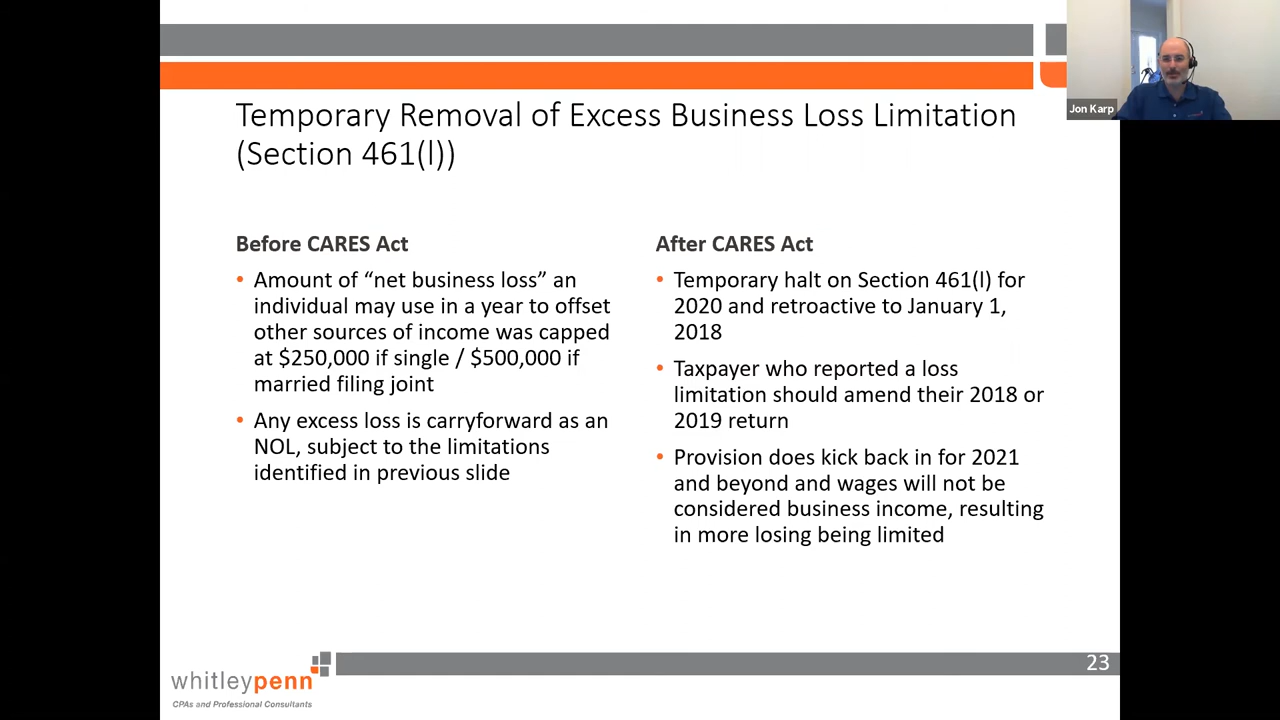 Jon Karp
Temporary Removal of Excess Business Loss Limitation
(Section 461(l))
Before CARES Act
• Amount of “net business loss” an
individual may use in a year to offset
other sources of income was capped
at $250,000 if single / $500,000 if
married filing joint
• Any excess loss is carryforward as an
NOL, subject to the limitations
identified in previous slide
After CARES Act
• Temporary halt on Section 461(l) for
2020 and retroactive to January 1,
2018
• Taxpayer who reported a loss
limitation should amend their 2018 or
2019 return
• Provision does kick back in for 2021
and beyond and wages will not be
considered business income, resulting
in more losing being limited
23
whitleypenn
CPAs and Professional Consultants